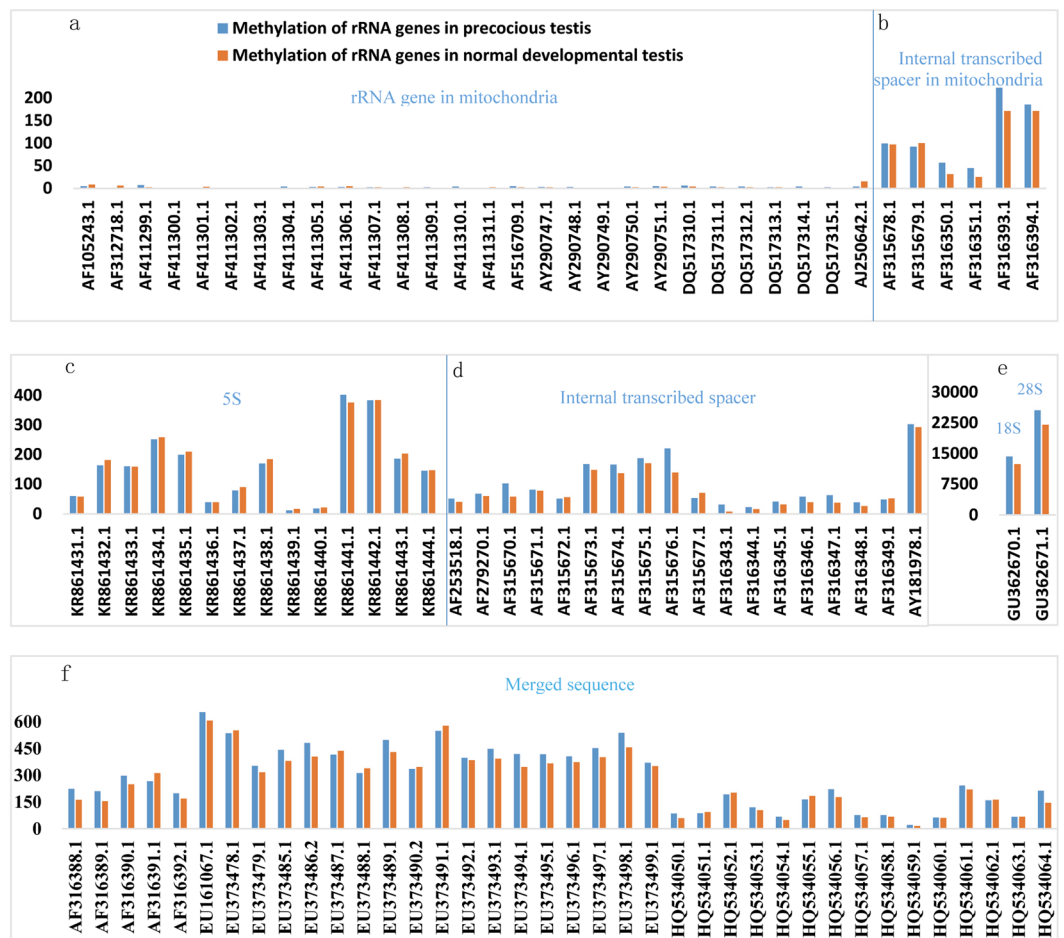 a
Methylation of rRNA genes in precocious testis
Methylation of rRNA genes in normal developmental testis
rRNA gene in mitochondria
200
150
100
50
0
AF105243.1
AF312718.1
AF411299.1
AF411300.1
AF411301.1
AF411302.1
AF411303.1
AF411304.1
AF411305.1
AF411306.1
AF411307.1
AF411308.1
AF411309.1
AF411310.1
AF411311.1
AF516709.1
AY290747.1
AY290748.1
AY290749.1
AY290750.1
AY290751.1
DQ517310.1
DQ517311.1
DQ517312.1
DQ517313.1
DQ517314.1
DQ517315.1
AJ250642.1
b
Internal transcribed
spacer in mitochondria
AF315678.1
AF315679.1
AF316350.1
AF316351.1
AF316393.1
AF316394.1
c
5S
400
300
200
100
0
KR861431.1
KR861432.1
KR861433.1
KR861434.1
KR861435.1
KR861436.1
KR861437.1
KR861438.1
KR861439.1
KR861440.1
KR861441.1
KR861442.1
KR861443.1
KR861444.1
d
Internal transcribed spacer
AF253518.1
AF279270.1
AF315670.1
AF315671.1
AF315672.1
AF315673.1
AF315674.1
AF315675.1
AF315676.1
AF315677.1
AF316343.1
AF316344.1
AF316345.1
AF316346.1
AF316347.1
AF316348.1
AF316349.1
AY181978.1
e
30000
22500
15000
7500
0
18S
28S
GU362670.1
GU362671.1
f
Merged sequence
600
450
300
150
0
AF316388.1
AF316389.1
AF316390.1
AF316391.1
AF316392.1
EU161067.1
EU373478.1
EU373479.1
EU373485.1
EU373486.2
EU373487.1
EU373488.1
EU373489.1
EU373490.2
EU373491.1
EU373492.1
EU373493.1
EU373494.1
EU373495.1
EU373496.1
EU373497.1
EU373498.1
EU373499.1
HQ534050.1
HQ534051.1
HQ534052.1
HQ534053.1
HQ534054.1
HQ534055.1
HQ534056.1
HQ534057.1
HQ534058.1
HQ534059.1
HQ534060.1
HQ534061.1
HQ534062.1
HQ534063.1
HQ534064.1